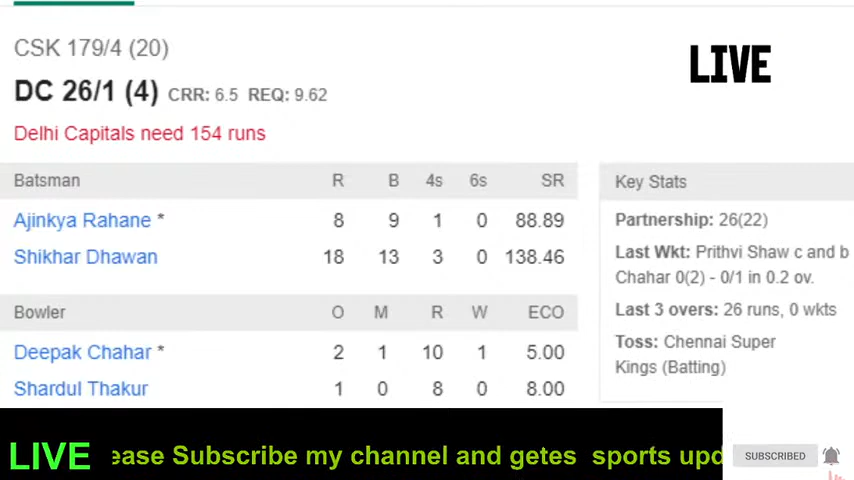 CSK 179/4 (20)
LIVE
DC 26/1 (4) CRR: 6.5 REQ: 9.62
Delhi Capitals need 154 runs
Batsman R B 4s 6s SR
Ajinkya Rahane * 8 9 1 0 88.89
Shikhar Dhawan 18 13 3 0 138.46
Bowler O M R W ECO
Deepak Chahar * 2 1 10 1 5.00
Shardul Thakur 1 0 8 0 8.00
Key Stats
Partnership: 26(22)
Last Wkt: Prithvi Shaw c and b
Chahar 0(2) - 0/1 in 0.2 ov.
Last 3 overs: 26 runs, 0 wkts
Toss: Chennai Super
Kings (Batting)
LIVE ease Subscribe my channel and getes sports upd
SUBSCRIBED